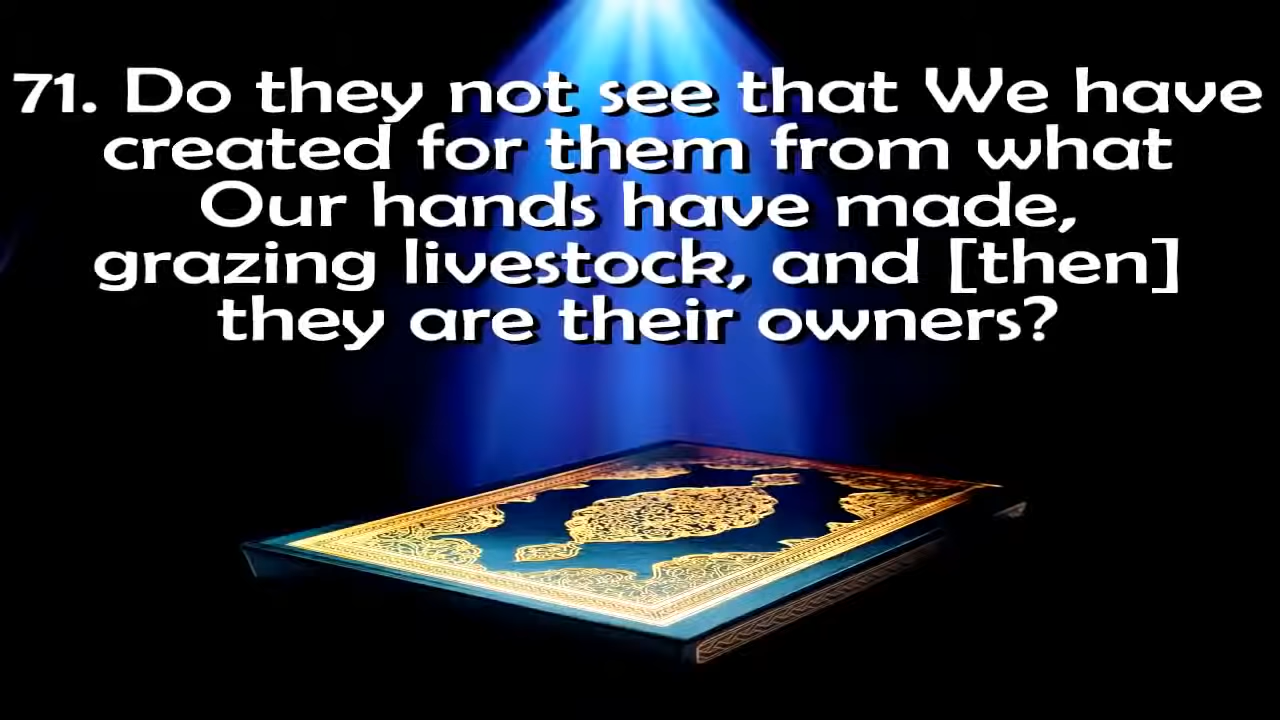 71. Do they not see that We have
created for them from what
Our hands have made,
grazing livestock, and [then]
they are their owners?